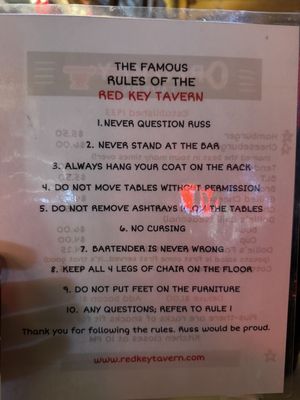 THE FAMOUS
RULES OF THE
RED KEY TAVERN
1. NEVER QUESTION RUSS
2. NEVER STAND AT THE BAR
3. ALWAYS HANG YOUR COAT ON THE RACK
4. DO NOT MOVE TABLES WITHOUT PERMISSION
5. DO NOT REMOVE ASHTRAYS THE TABLES
6. NO CURSING
7. BARTENDER IS NEVER WRONG
8. KEEP ALL 4 LEGS OF CHAIR ON THE FLOOR
9. DO NOT PUT FEET ON THE FURNITURE
10. ANY QUESTIONS; REFER TO RULE 1
Thank you for following the rules. Russ would be proud.
www.redkeytavern.com